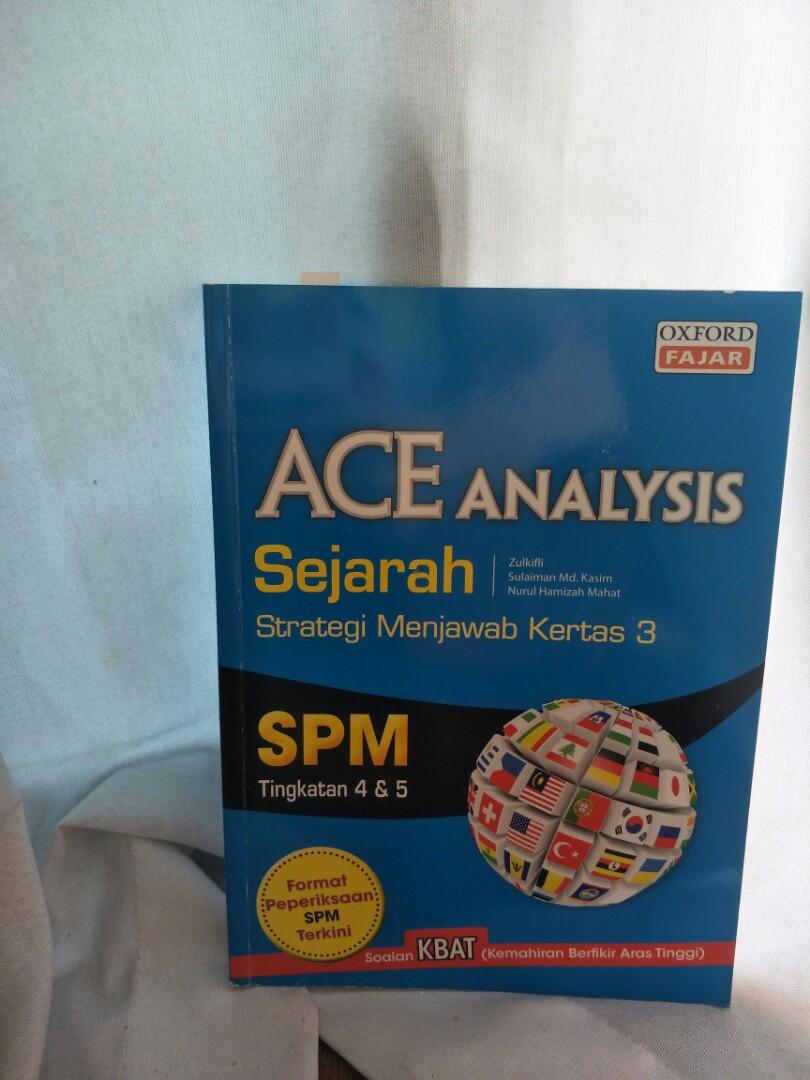 OXFORD
FAJAR
ACE ANALYSIS
Sejarah
Zulkifli
Sulaiman Md. Kasim
Nurul Hamizah Mahat
Strategi Menjawab Kertas 3
SPM
Tingkatan 4 & 5
Format
Peperiksaan
SPM
Terkini
Soalan KBAT (Kemahiran Berfikir Aras Tinggi)